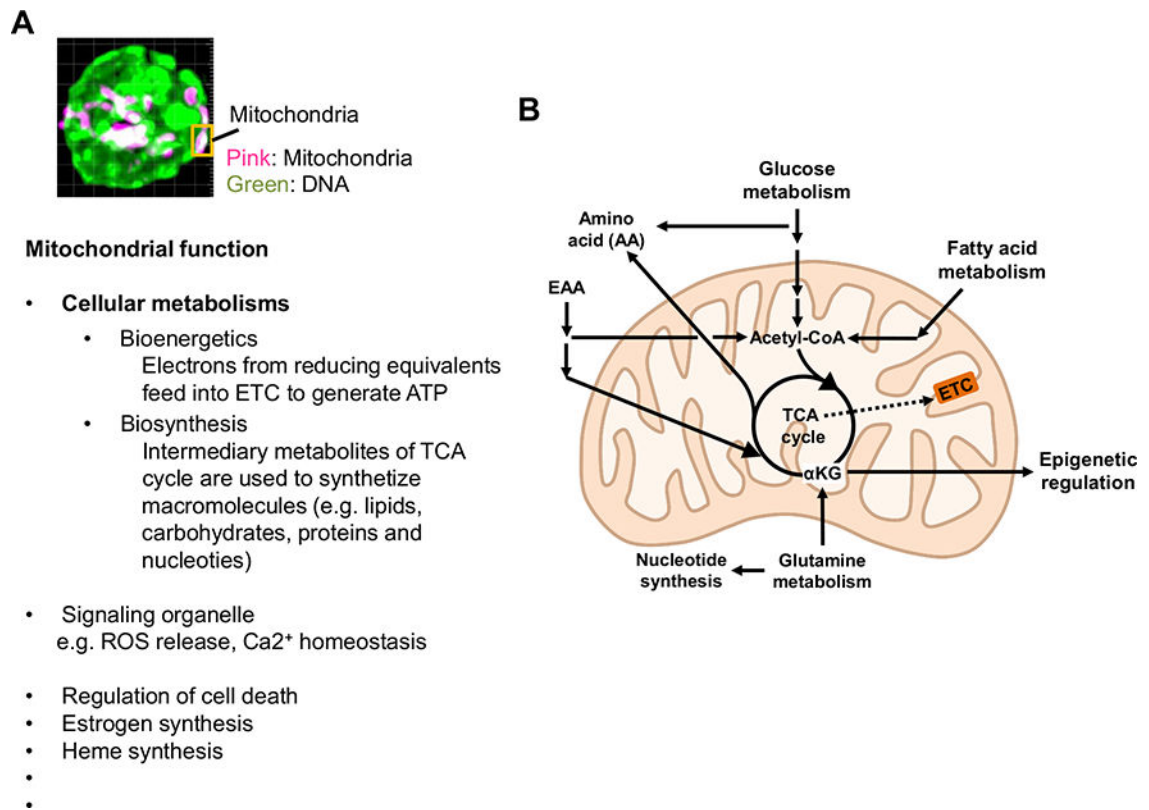 A
Mitochondria
Pink: Mitochondria
Green: DNA
Mitochondrial function
• Cellular metabolisms
• Bioenergetics
Electrons from reducing equivalents
feed into ETC to generate ATP
• Biosynthesis
Intermediary metabolites of TCA
cycle are used to synthetize
macromolecules (e.g. lipids,
carbohydrates, proteins and
nucleoties)
• Signaling organelle
e.g. ROS release, Ca2⁺ homeostasis
• Regulation of cell death
• Estrogen synthesis
• Heme synthesis
•
•
B
Glucose
metabolism
Amino
acid (AA)
Fatty acid
metabolism
EAA
Acetyl-CoA
ETC
TCA
cycle
αKG
Epigenetic
regulation
Nucleotide
synthesis
Glutamine
metabolism